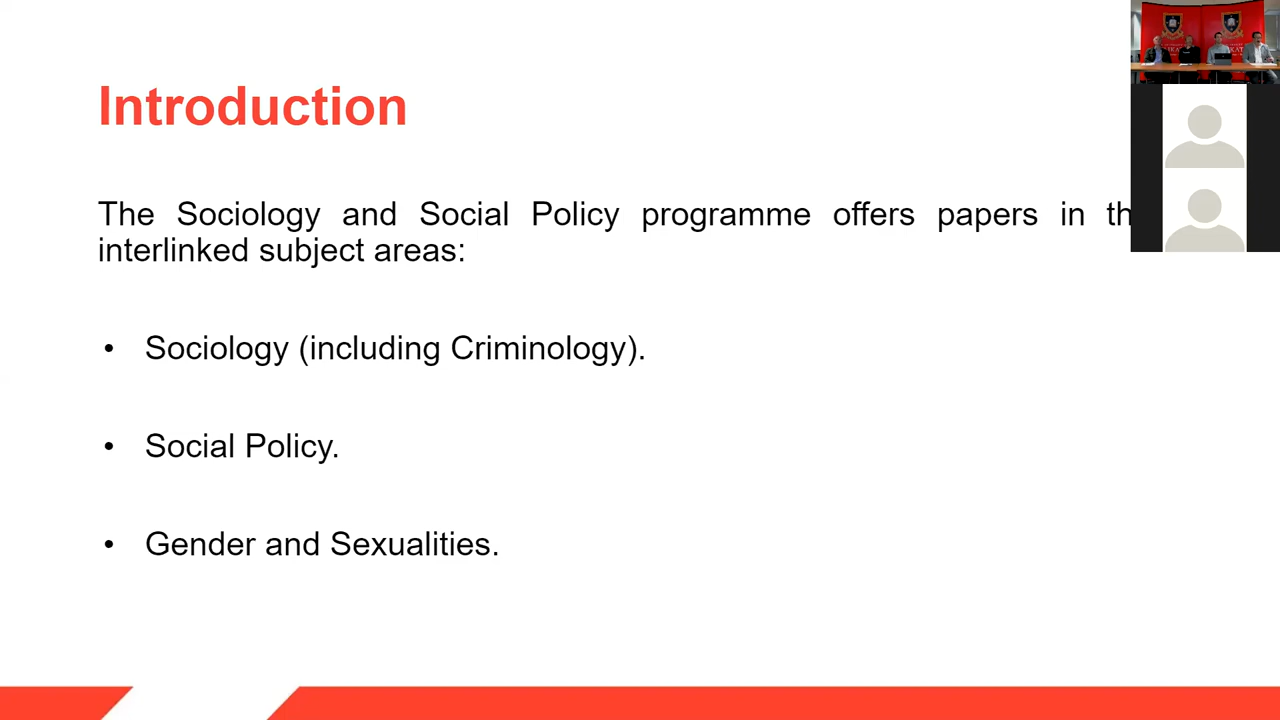 Introduction
The Sociology and Social Policy programme offers papers in
interlinked subject areas:
• Sociology (including Criminology).
• Social Policy.
• Gender and Sexualities.